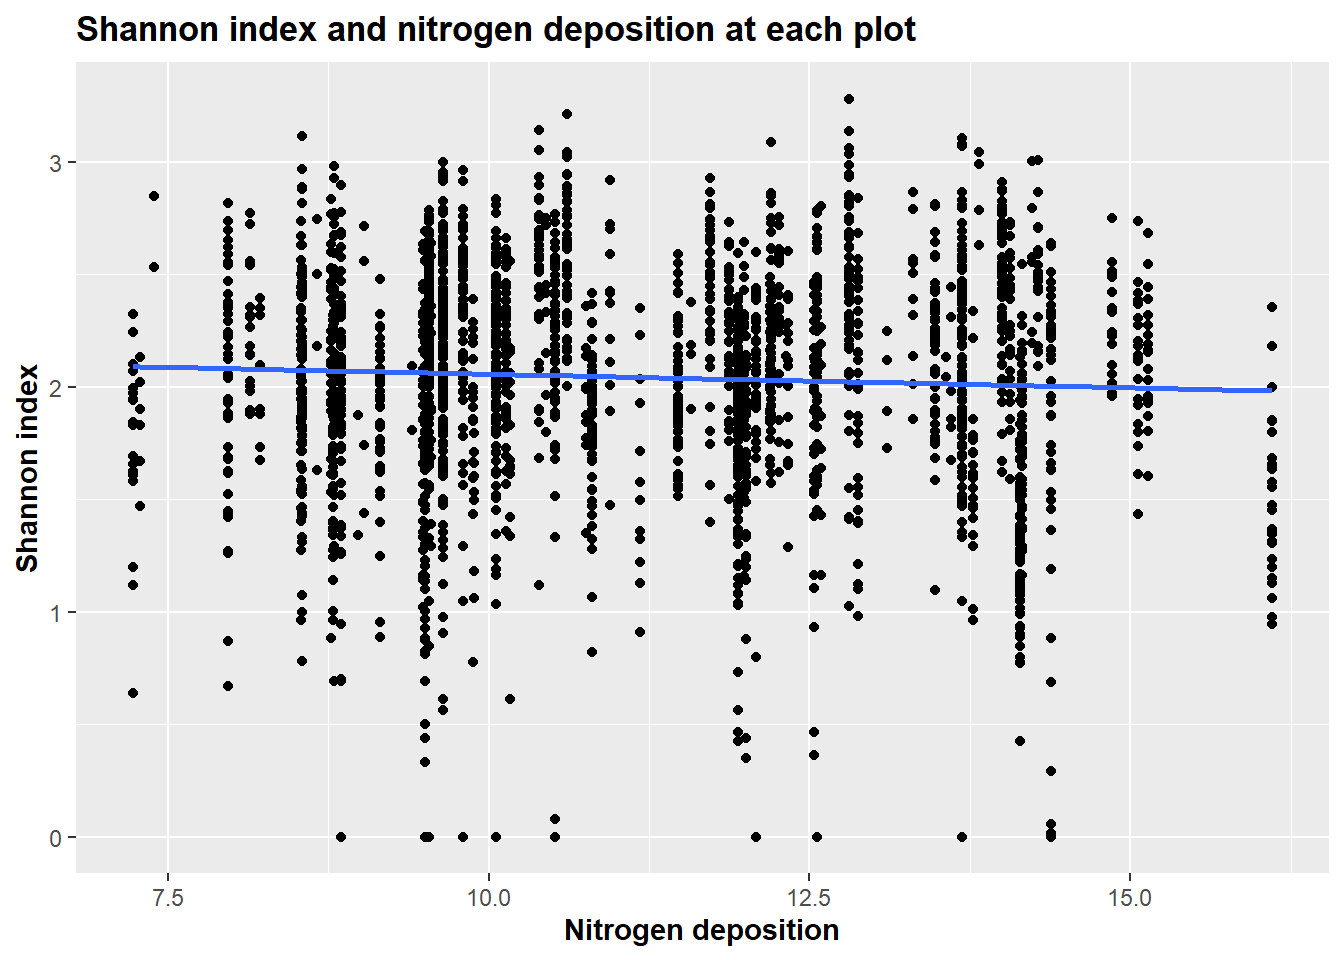 Shannon index and nitrogen deposition at each plot
3
2
1
0
Shannon index
7.5 10.0 12.5 15.0
Nitrogen deposition